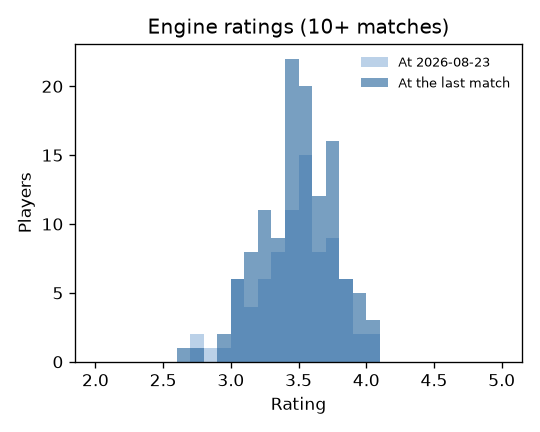 Engine ratings (10+ matches)
At 2026-08-23
At the last match
20
15
10
5
0
Players
2.0 2.5 3.0 3.5 4.0 4.5 5.0
Rating